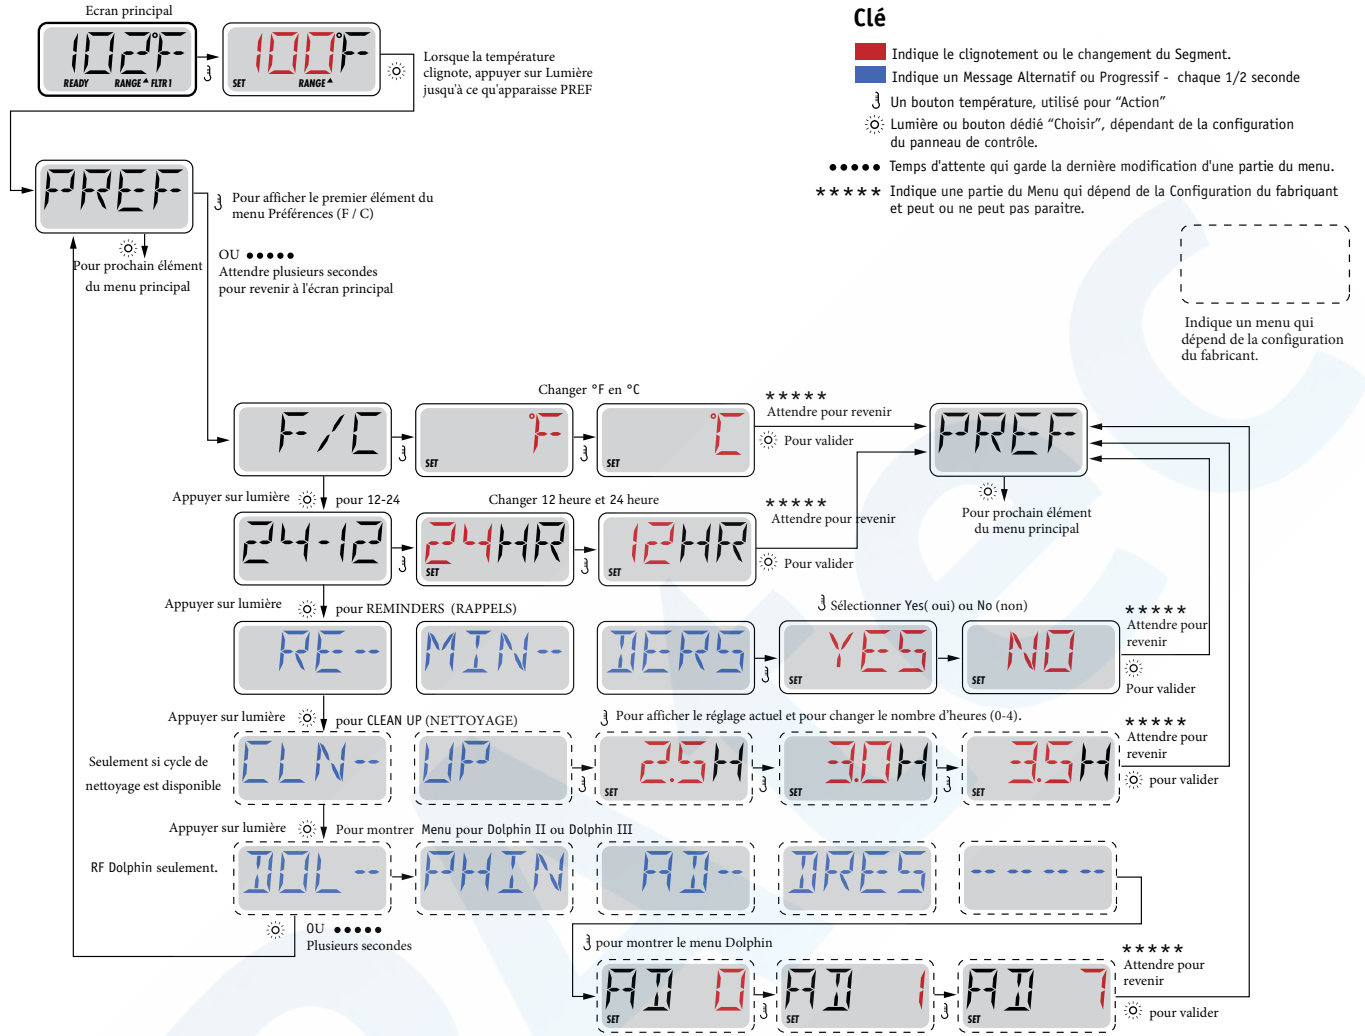 Ecran principal
102°F
READY RANGE FLTR1
100°F
SET RANGE
Lorsque la température
clignote, appuyer sur Lumière
jusqu'à ce qu'apparaisse PREF
Clé
Indique le clignotement ou le changement du Segment.
Indique un Message Alternatif ou Progressif - chaque 1/2 seconde
Un bouton température, utilisé pour “Action”
Lumière ou bouton dédié “Choisir”, dépendant de la configuration
du panneau de contrôle.
●●●●● Temps d'attente qui garde la dernière modification d'une partie du menu.
***** Indique une partie du Menu qui dépend de la Configuration du fabriquant
et peut ou ne peut pas paraitre.
Indique un menu qui
dépend de la configuration
du fabricant.
PREF
Pour afficher le premier élément du
menu Préférences (F / C)
Pour prochain élément
du menu principal
OU ●●●●●
Attendre plusieurs secondes
pour revenir à l'écran principal
Changer °F en °C
F/C
°F
SET
°C
SET
*****
Attendre pour revenir
Pour valider
PREF
Pour prochain élément
du menu principal
Appuyer sur lumière pour 12-24
Changer 12 heure et 24 heure
24-12
24HR
SET
12HR
SET
*****
Attendre pour revenir
Pour valider
Appuyer sur lumière pour REMINDERS (RAPPELS)
Sélectionner Yes( oui) ou No (non)
RE--
MIN--
DERS
YES
SET
NO
SET
*****
Attendre pour
revenir
Pour valider
Appuyer sur lumière pour CLEAN UP (NETTOYAGE)
Pour afficher le réglage actuel et pour changer le nombre d'heures (0-4).
Seulement si cycle de
nettoyage est disponible
CLN--
UP
2.5H
SET
3.0H
SET
3.5H
SET
*****
Attendre pour
revenir
pour valider
Appuyer sur lumière Pour montrer Menu pour Dolphin II ou Dolphin III
RF Dolphin seulement.
DOL--
PHIN
AD--
DRES
-- -- -- --
OU ●●●●●
Plusieurs secondes
pour montrer le menu Dolphin
AD 0
SET
AD 1
SET
AD 7
SET
*****
Attendre pour
revenir
pour valider